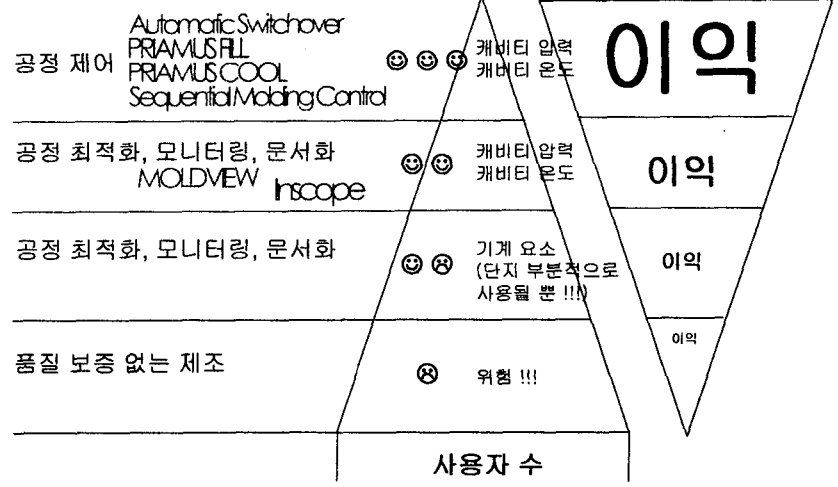 Automatic Switchover
공정 제어 PRIAMUS FILL
PRIAMUS COOL
Sequential Molding Control
캐비티 압력
캐비티 온도
이익
공정 최적화, 모니터링, 문서화
MOLDVIEW Inscope
캐비티 압력
캐비티 온도
이익
공정 최적화, 모니터링, 문서화
기계 요소
(단지 부분적으로
사용될 뿐 !!!)
이익
품질 보증 없는 제조
위험 !!!
이익
사용자 수